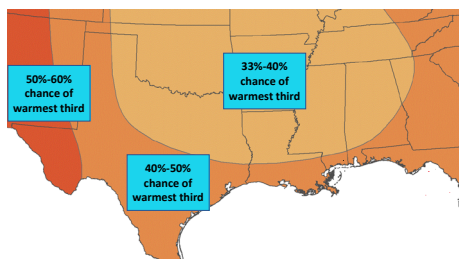 50%-60%
chance of
warmest third
33%-40%
chance of
warmest third
40%-50%
chance of
warmest third